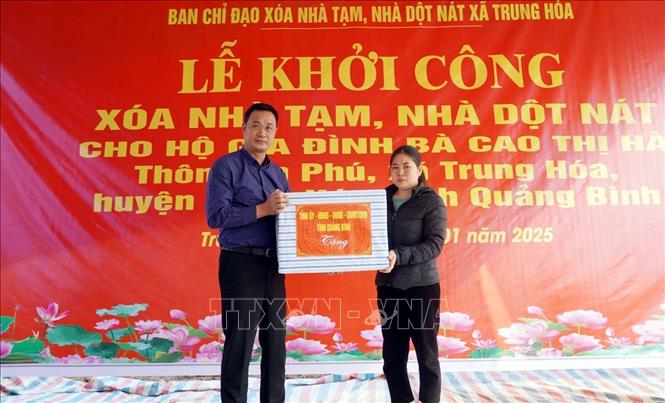 BAN CHỈ ĐẠO XÓA NHÀ TẠM, NHÀ DỘT NÁT XÃ TRUNG HÓA
LỄ KHỞI CÔNG
XÓA NHÀ TẠM, NHÀ DỘT NÁT
CHO HỘ GIA ĐÌNH BÀ CAO THỊ HÀ
Thôn Phú, Trung Hóa,
huyện Quảng Bình
01 năm 2025
TỈNH ỦY - HĐND - UBND - UBMTTQVN
TỈNH QUẢNG BÌNH
Tặng
TTXVN - VNA